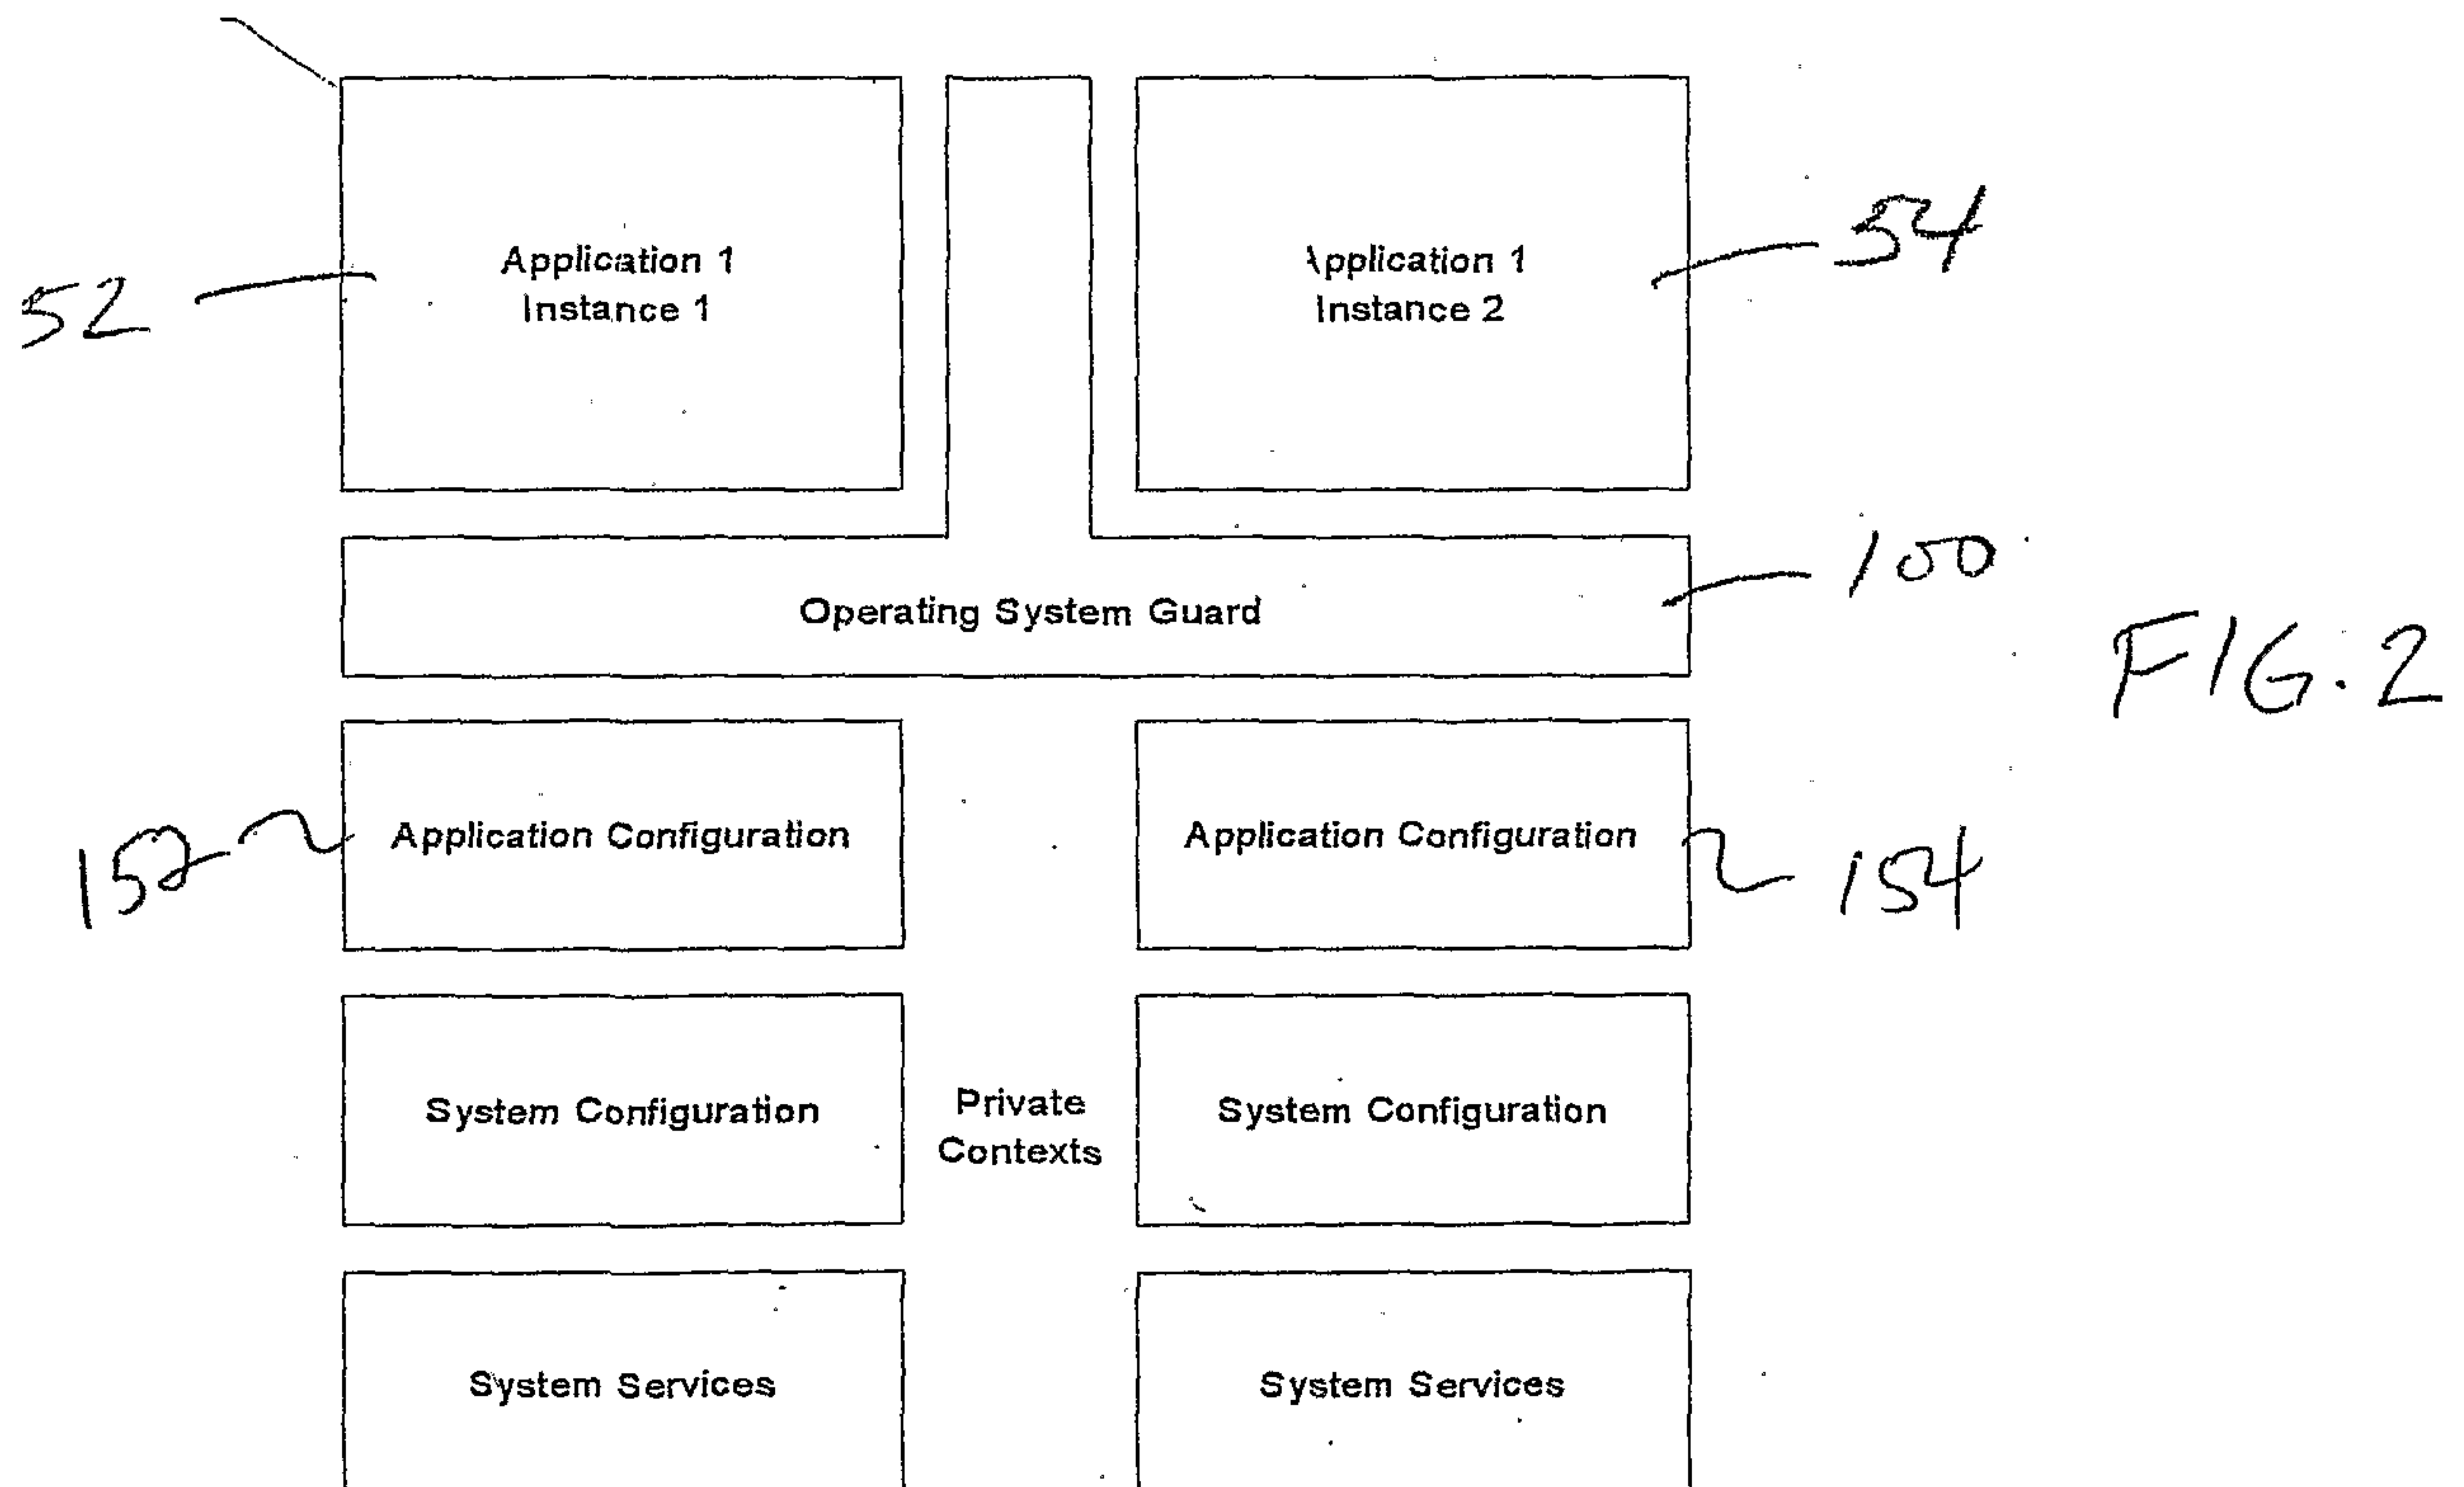 Application 1
Instance 1
Application 1
Instance 2
52
54
Operating System Guard
100
FIG. 2
Application Configuration
Application Configuration
152
154
System Configuration
Private
Contexts
System Configuration
System Services
System Services